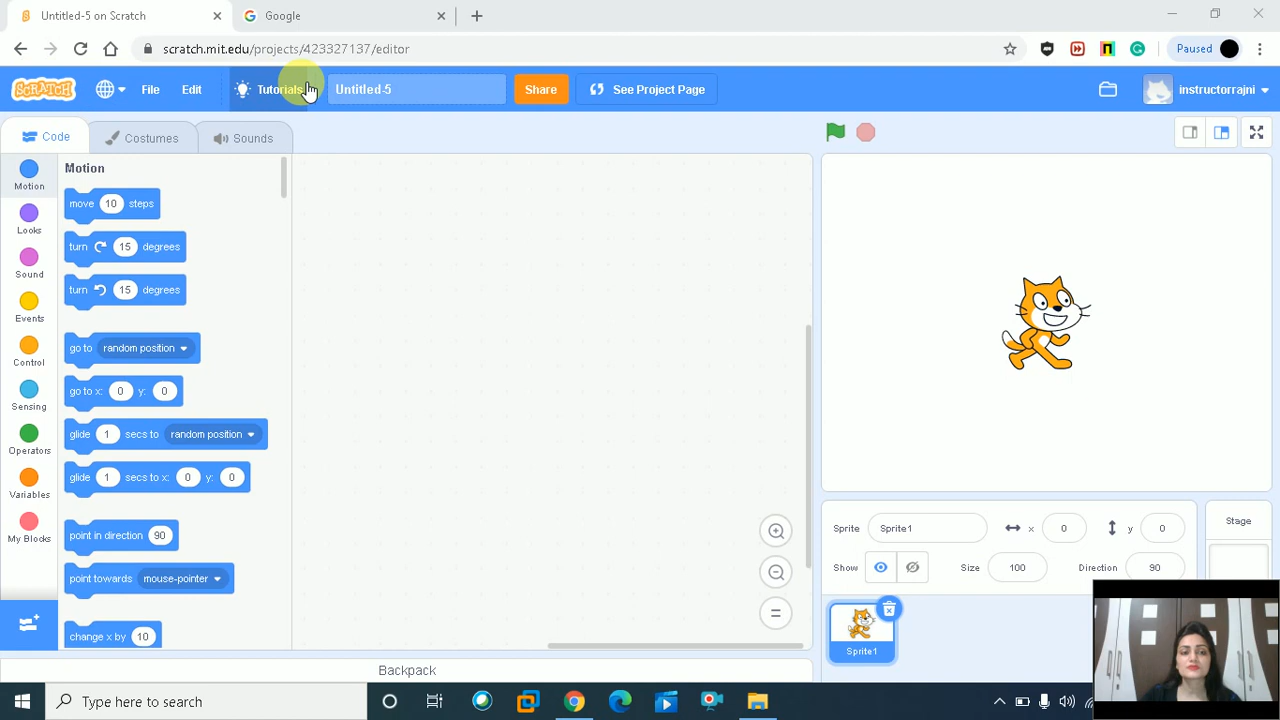 Untitled-5 on Scratch
Google
scratch.mit.edu/projects/423327137/editor
Paused
SCRATCH
File
Edit
Tutorials
Untitled-5
Share
See Project Page
instructorrajni
Code
Costumes
Sounds
Motion
Looks
Sound
Events
Control
Sensing
Operators
Variables
My Blocks
Motion
move 10 steps
turn 15 degrees
turn 15 degrees
go to random position
go to x: 0 y: 0
glide 1 secs to random position
glide 1 secs to x: 0 y: 0
point in direction 90
point towards mouse-pointer
change x by 10
Backpack
Sprite Sprite1 x 0 y 0
Show Size 100 Direction 90
Stage
Sprite1
Type here to search